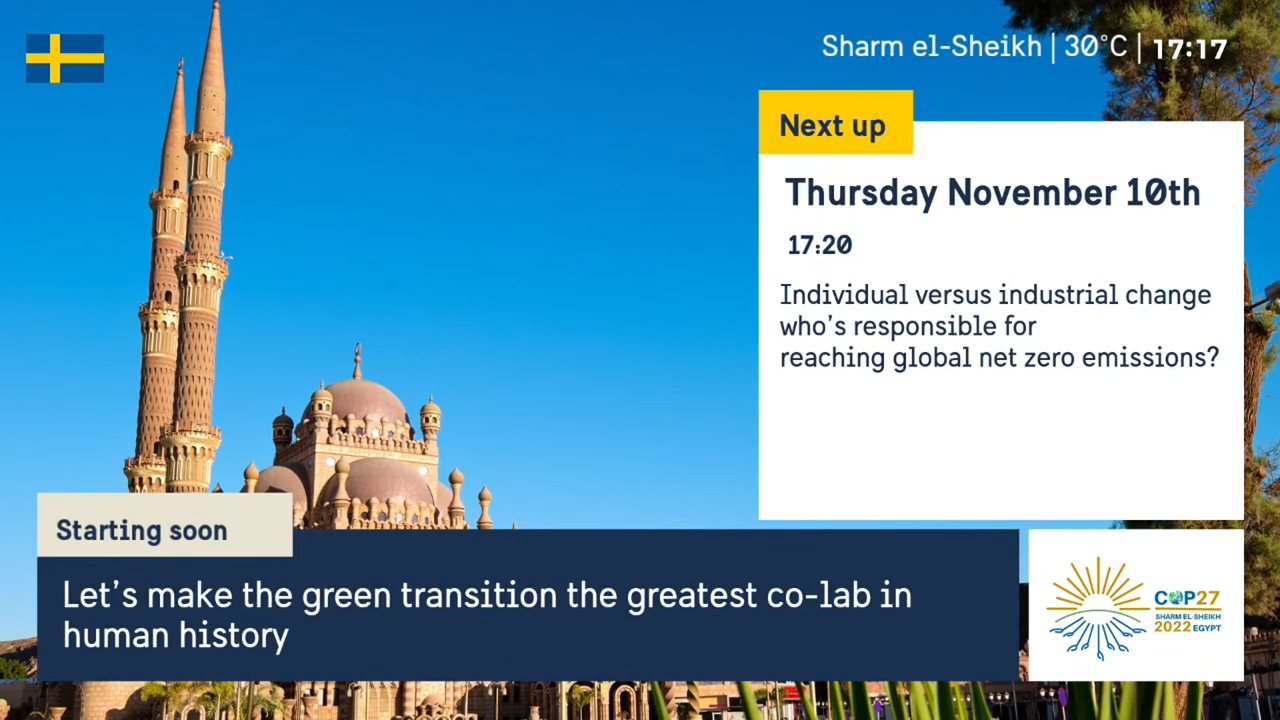 Sharm el-Sheikh | 30°C | 17:17
Next up
Thursday November 10th
17:20
Individual versus industrial change
who's responsible for
reaching global net zero emissions?
Starting soon
Let's make the green transition the greatest co-lab in
human history
COP27
SHARM EL-SHEIKH
2022 EGYPT